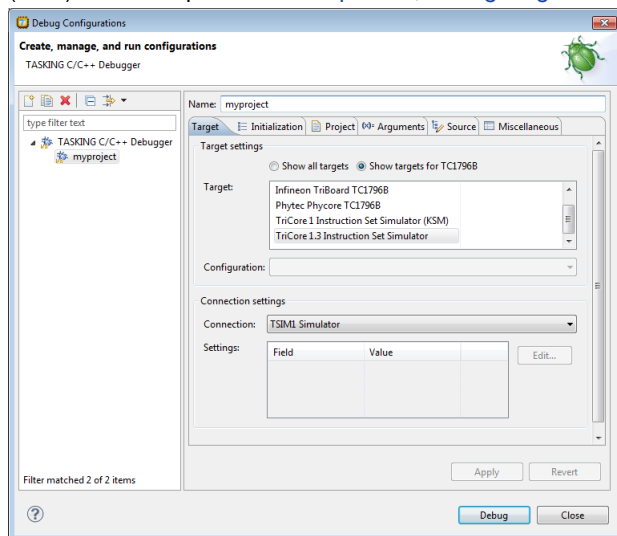 Debug Configurations
Create, manage, and run configurations
TASKING C/C++ Debugger
type filter text
TASKING C/C++ Debugger
myproject
Filter matched 2 of 2 items
Name: myproject
Target Initialization Project (x)= Arguments Source Miscellaneous
Target settings
Show all targets Show targets for TC1796B
Target:
Infineon TriBoard TC1796B
Phytec Phycore TC1796B
TriCore 1 Instruction Set Simulator (KSM)
TriCore 1.3 Instruction Set Simulator
Configuration:
Connection settings
Connection: TSIM1 Simulator
Settings:
Field Value
Edit...
Apply Revert
Debug Close